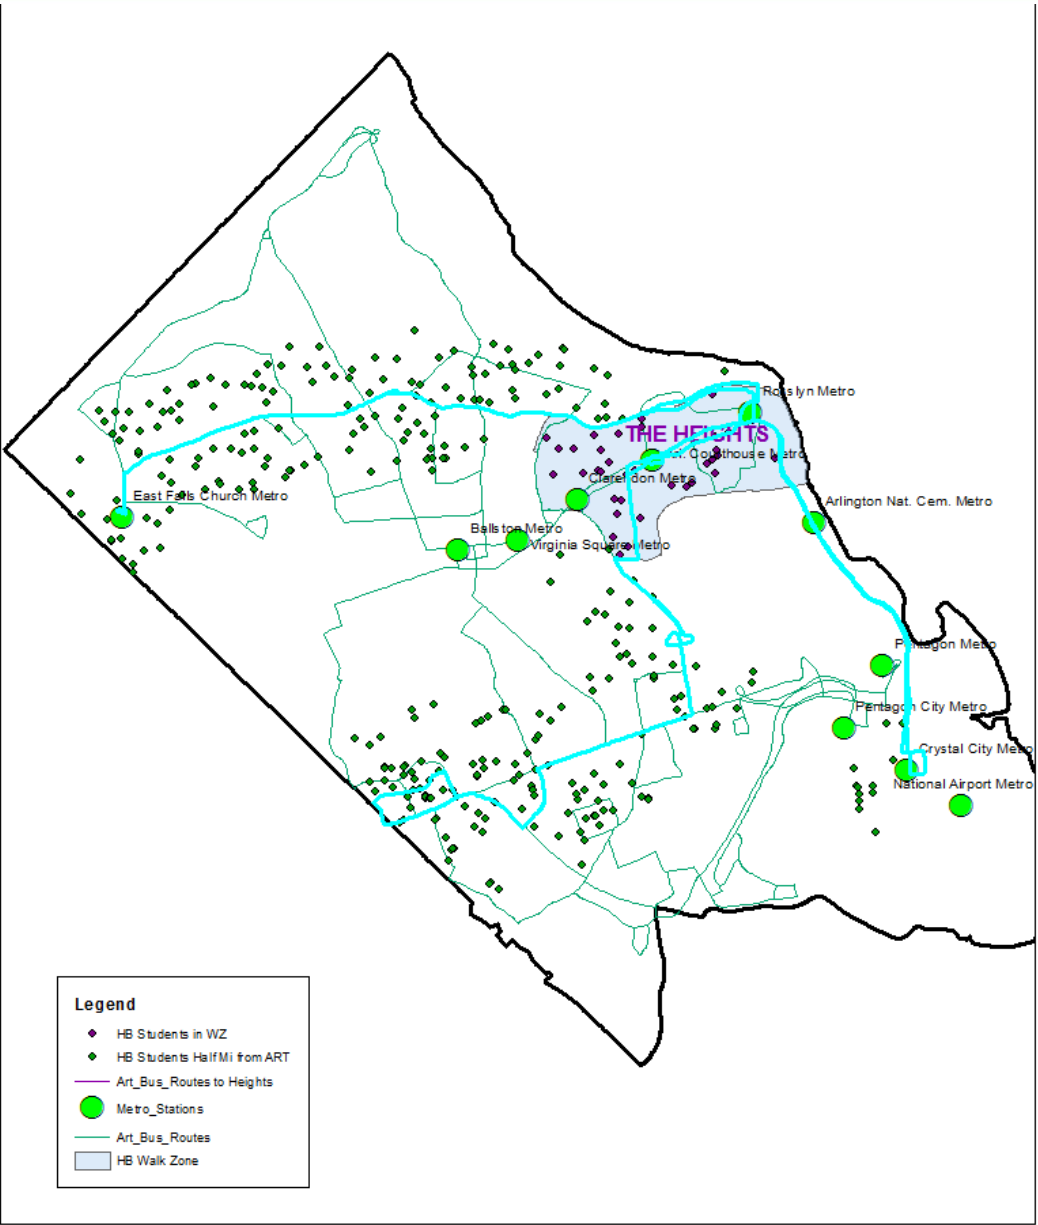 Rosslyn Metro
THE HEIGHTS
Courthouse Metro
Clarendon Metro
East Falls Church Metro
Arlington Nat. Cem. Metro
Ballston Metro
Virginia Square Metro
Pentagon Metro
Pentagon City Metro
Crystal City Metro
National Airport Metro
Legend
HB Students in WZ
HB Students Half Mi from ART
Art_Bus_Routes to Heights
Metro_Stations
Art_Bus_Routes
HB Walk Zone